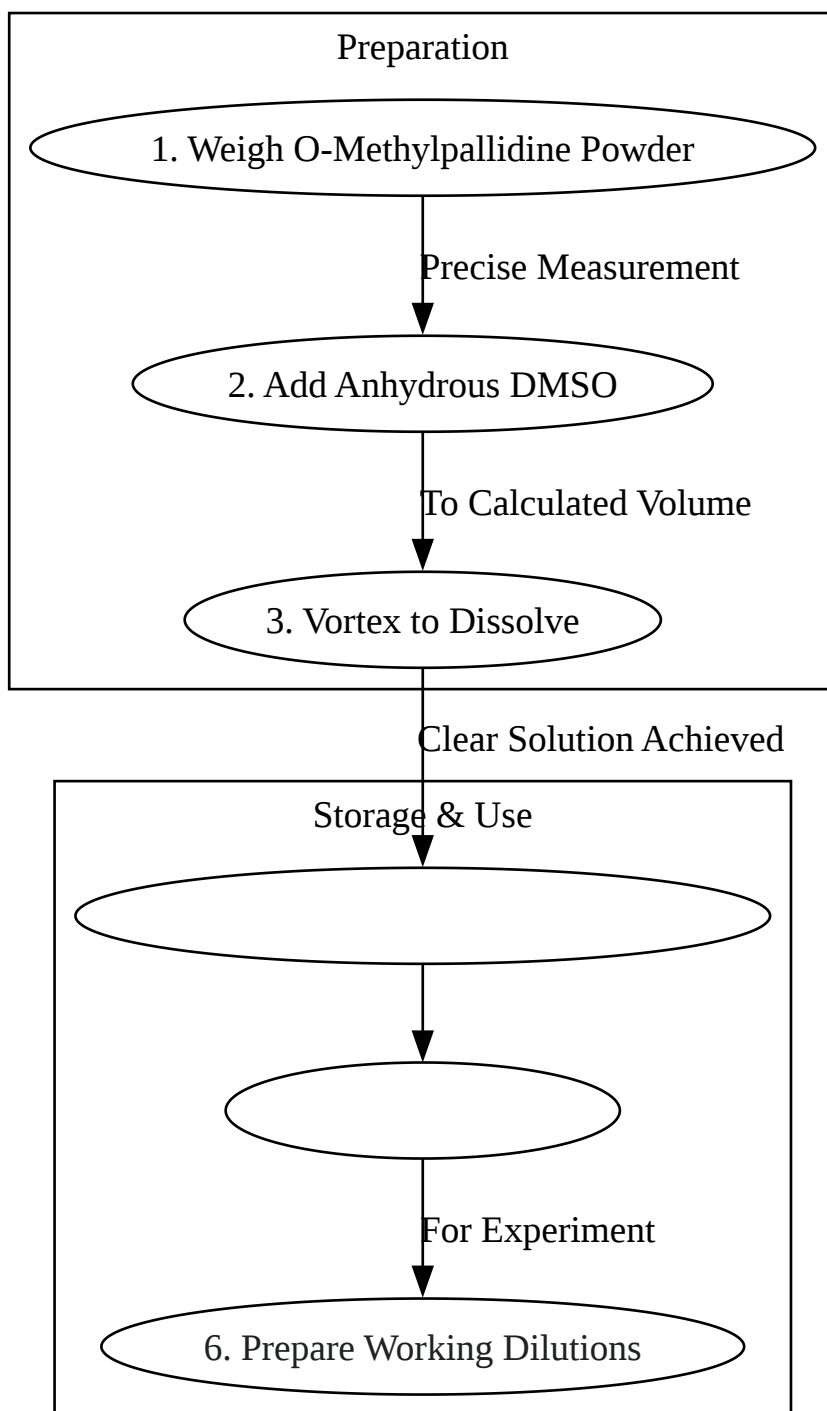 Preparation
1. Weigh O-Methylpallidine Powder
Precise Measurement
2. Add Anhydrous DMSO
To Calculated Volume
3. Vortex to Dissolve
Clear Solution Achieved
Storage & Use
For Experiment
6. Prepare Working Dilutions